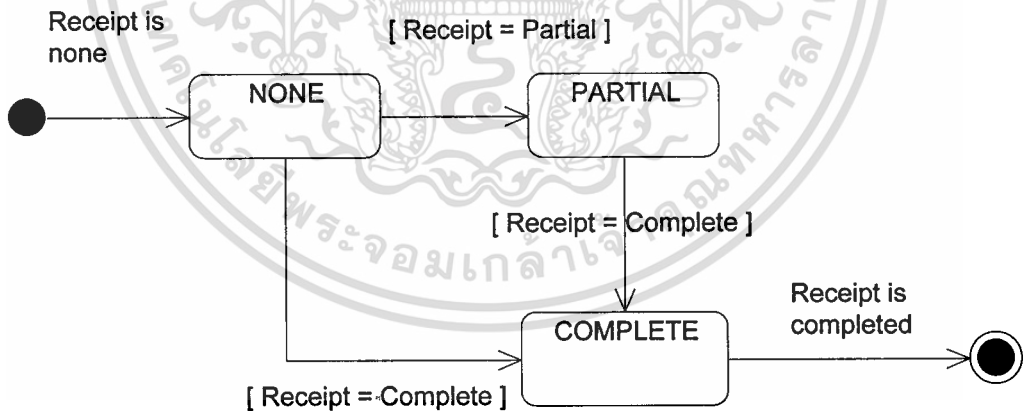 Receipt is
none
[ Receipt = Partial ]
NONE
PARTIAL
[ Receipt = Complete ]
Receipt is
completed
COMPLETE
[ Receipt = Complete ]